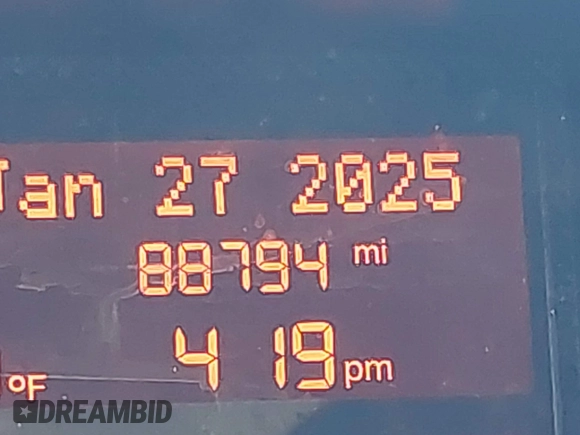 Jan 27 2025
88794 mi
4 19 pm
°F
DREAMBID